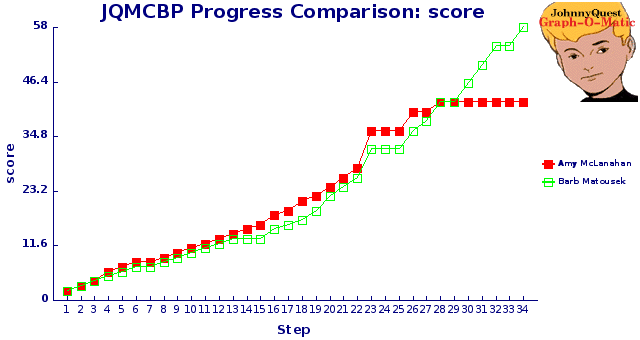 JQMCBP Progress Comparison: score
JohnnyQuest
Graph-O-Matic
58
46.4
34.8
23.2
11.6
0
score
1 2 3 4 5 6 7 8 9 10 11 12 13 14 15 16 17 18 19 20 21 22 23 24 25 26 27 28 29 30 31 32 33 34
Step
Amy McLanahan
Barb Matousek